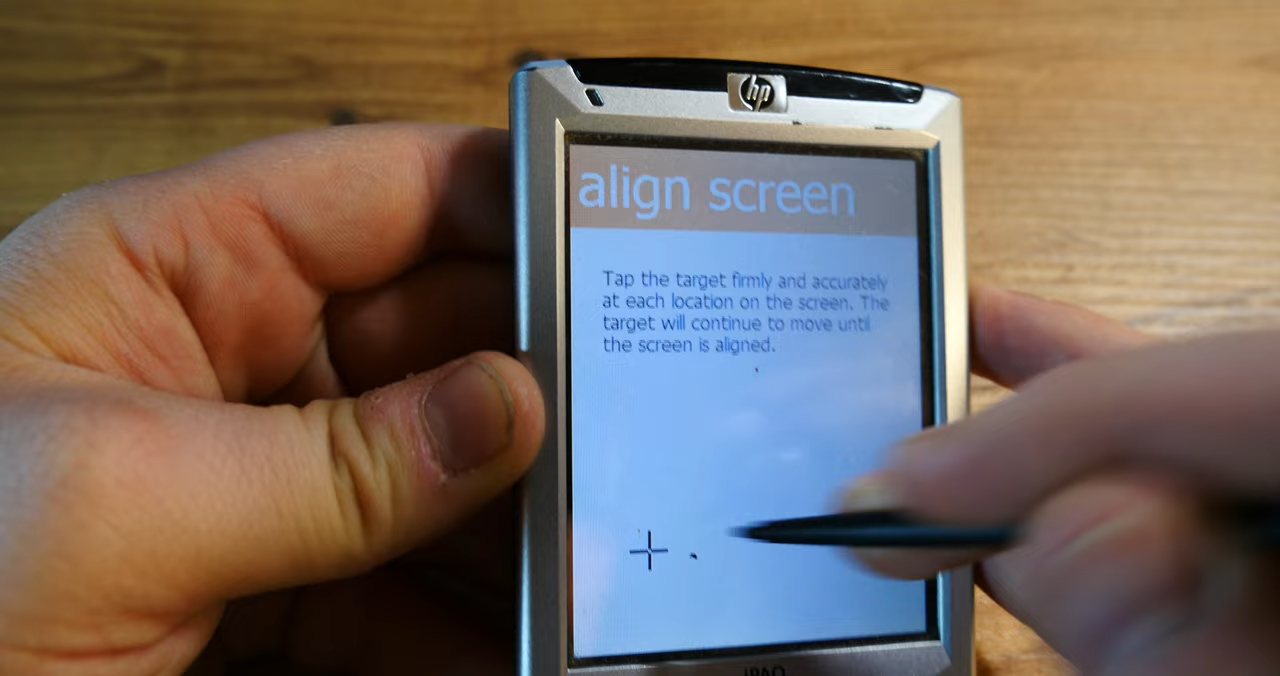 hp
align screen
Tap the target firmly and accurately
at each location on the screen. The
target will continue to move until
the screen is aligned.
iPAQ